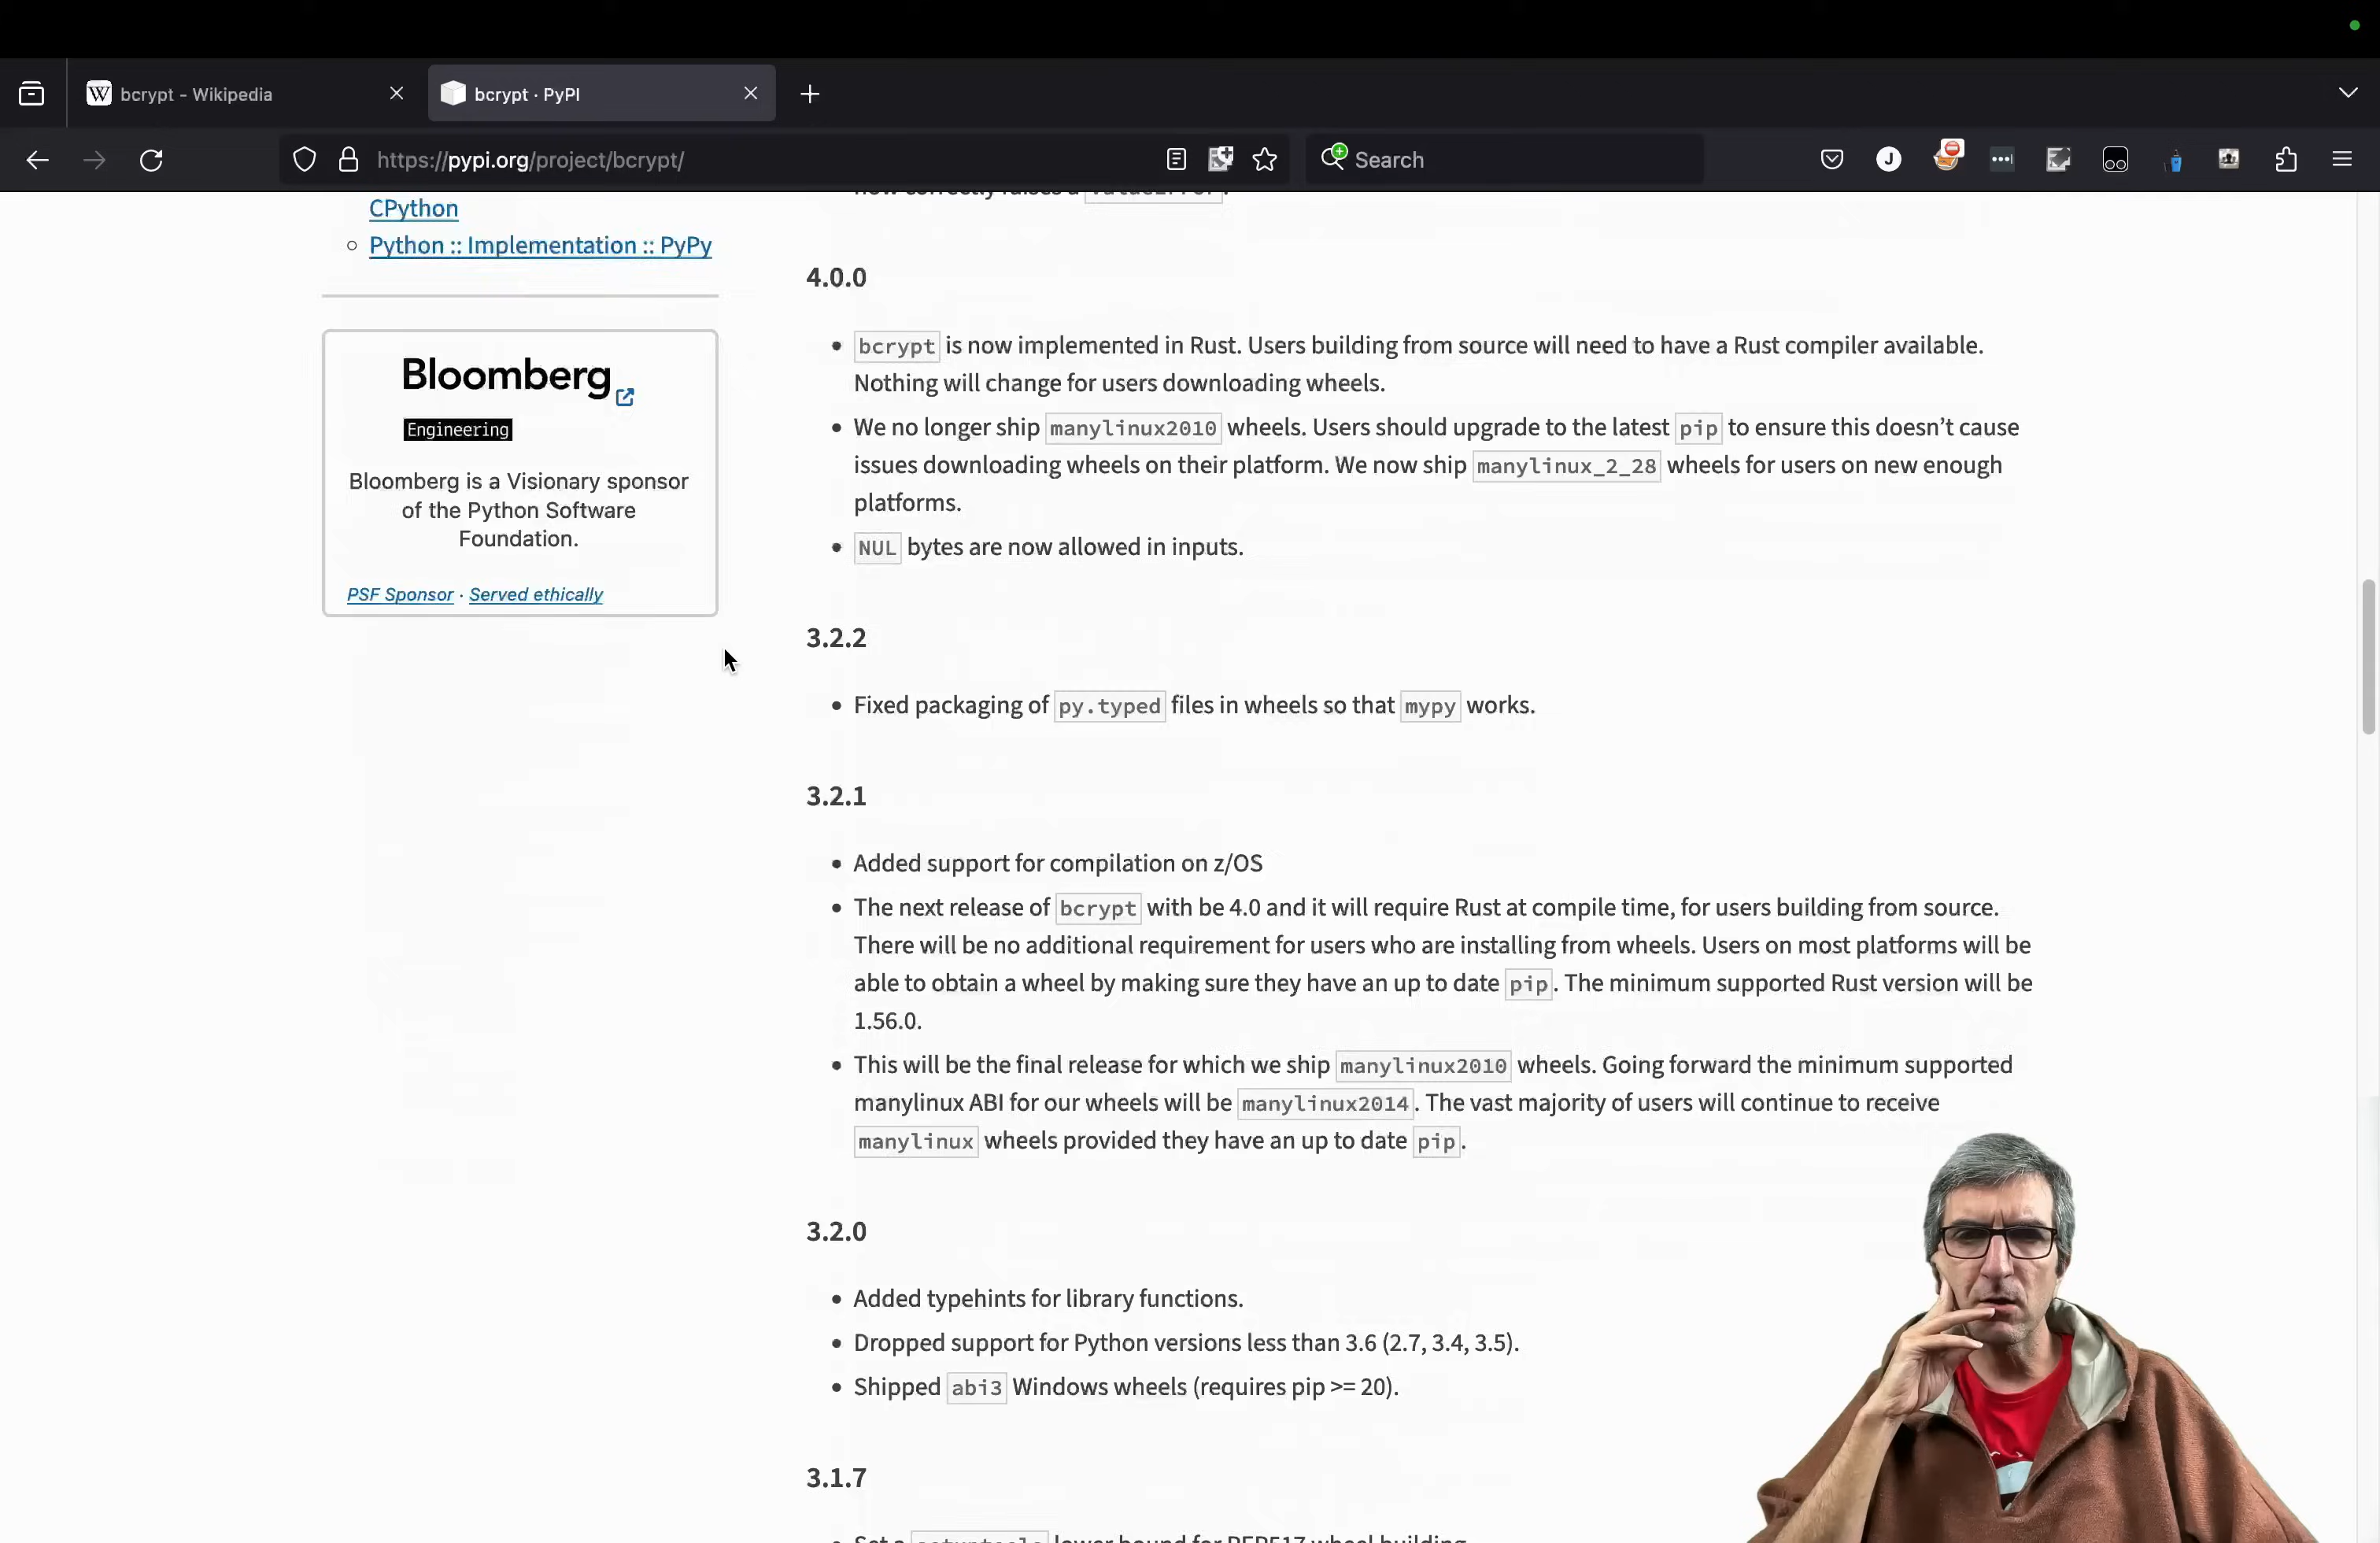 bcrypt - Wikipedia
bcrypt · PyPI
https://pypi.org/project/bcrypt/
Search
J
CPython
Python :: Implementation :: PyPy
Bloomberg
Engineering
Bloomberg is a Visionary sponsor
of the Python Software
Foundation.
PSF Sponsor · Served ethically
now correctly raises a ValueError.
4.0.0
bcrypt is now implemented in Rust. Users building from source will need to have a Rust compiler available.
Nothing will change for users downloading wheels.
We no longer ship manylinux2010 wheels. Users should upgrade to the latest pip to ensure this doesn’t cause
issues downloading wheels on their platform. We now ship manylinux_2_28 wheels for users on new enough
platforms.
NUL bytes are now allowed in inputs.
3.2.2
Fixed packaging of py.typed files in wheels so that mypy works.
3.2.1
Added support for compilation on z/OS
The next release of bcrypt with be 4.0 and it will require Rust at compile time, for users building from source.
There will be no additional requirement for users who are installing from wheels. Users on most platforms will be
able to obtain a wheel by making sure they have an up to date pip. The minimum supported Rust version will be
1.56.0.
This will be the final release for which we ship manylinux2010 wheels. Going forward the minimum supported
manylinux ABI for our wheels will be manylinux2014. The vast majority of users will continue to receive
manylinux wheels provided they have an up to date pip.
3.2.0
Added typehints for library functions.
Dropped support for Python versions less than 3.6 (2.7, 3.4, 3.5).
Shipped abi3 Windows wheels (requires pip >= 20).
3.1.7
Set a setuptools lower bound for PEP517 wheel building.